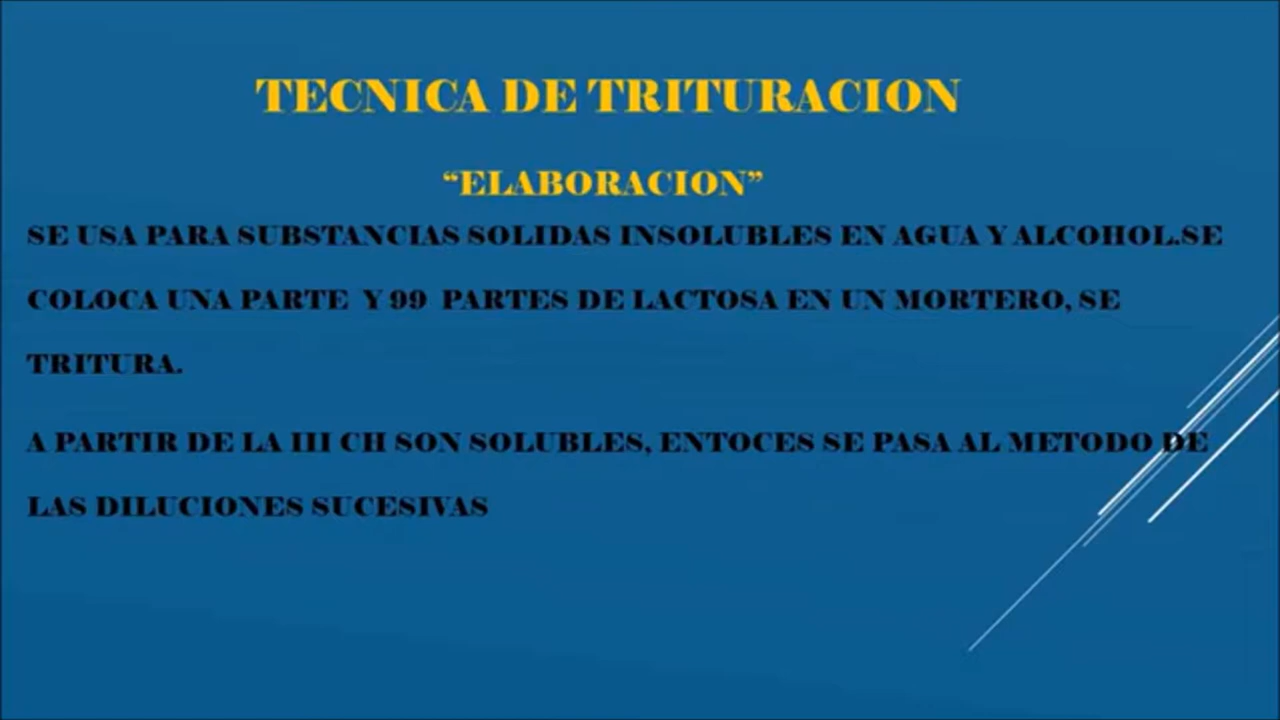 TECNICA DE TRITURACION
“ELABORACION”
SE USA PARA SUBSTANCIAS SOLIDAS INSOLUBLES EN AGUA Y ALCOHOL.SE
COLOCA UNA PARTE Y 99 PARTES DE LACTOSA EN UN MORTERO, SE
TRITURA.
A PARTIR DE LA III CH SON SOLUBLES, ENTOCES SE PASA AL METODO DE
LAS DILUCIONES SUCESIVAS